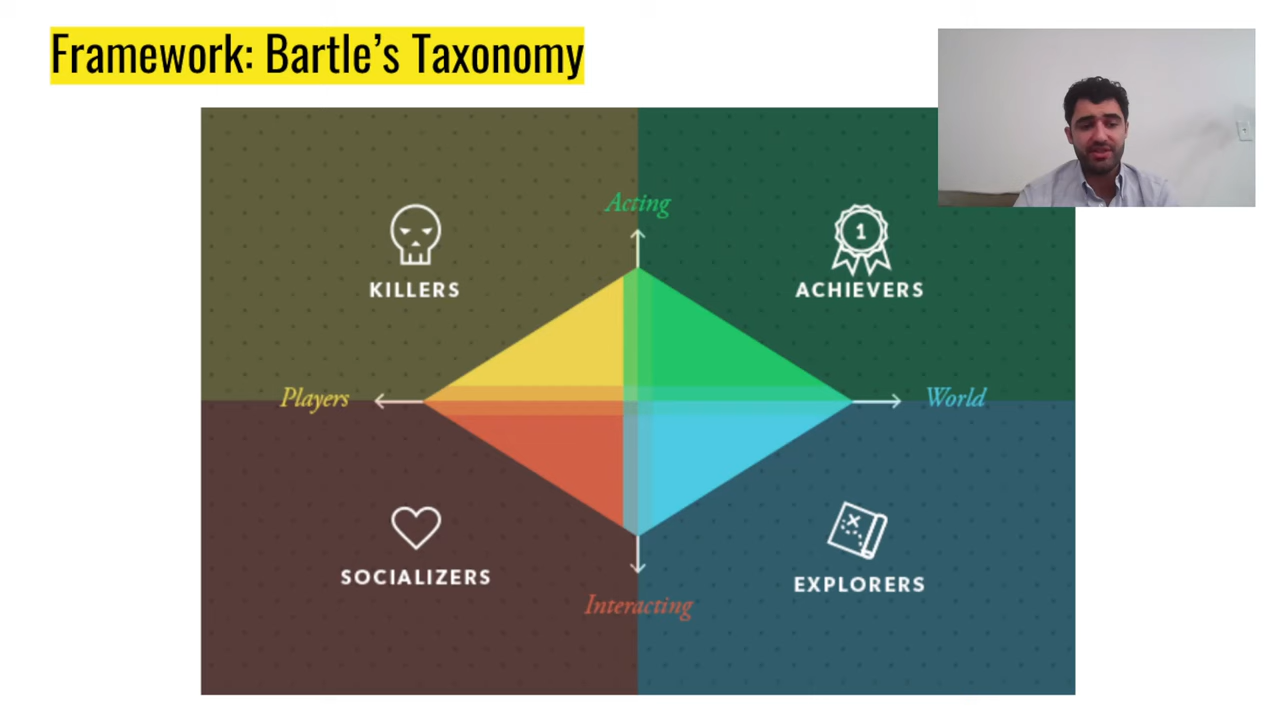 Framework: Bartle's Taxonomy
Acting
1
KILLERS
ACHIEVERS
Players
World
SOCIALIZERS
EXPLORERS
Interacting